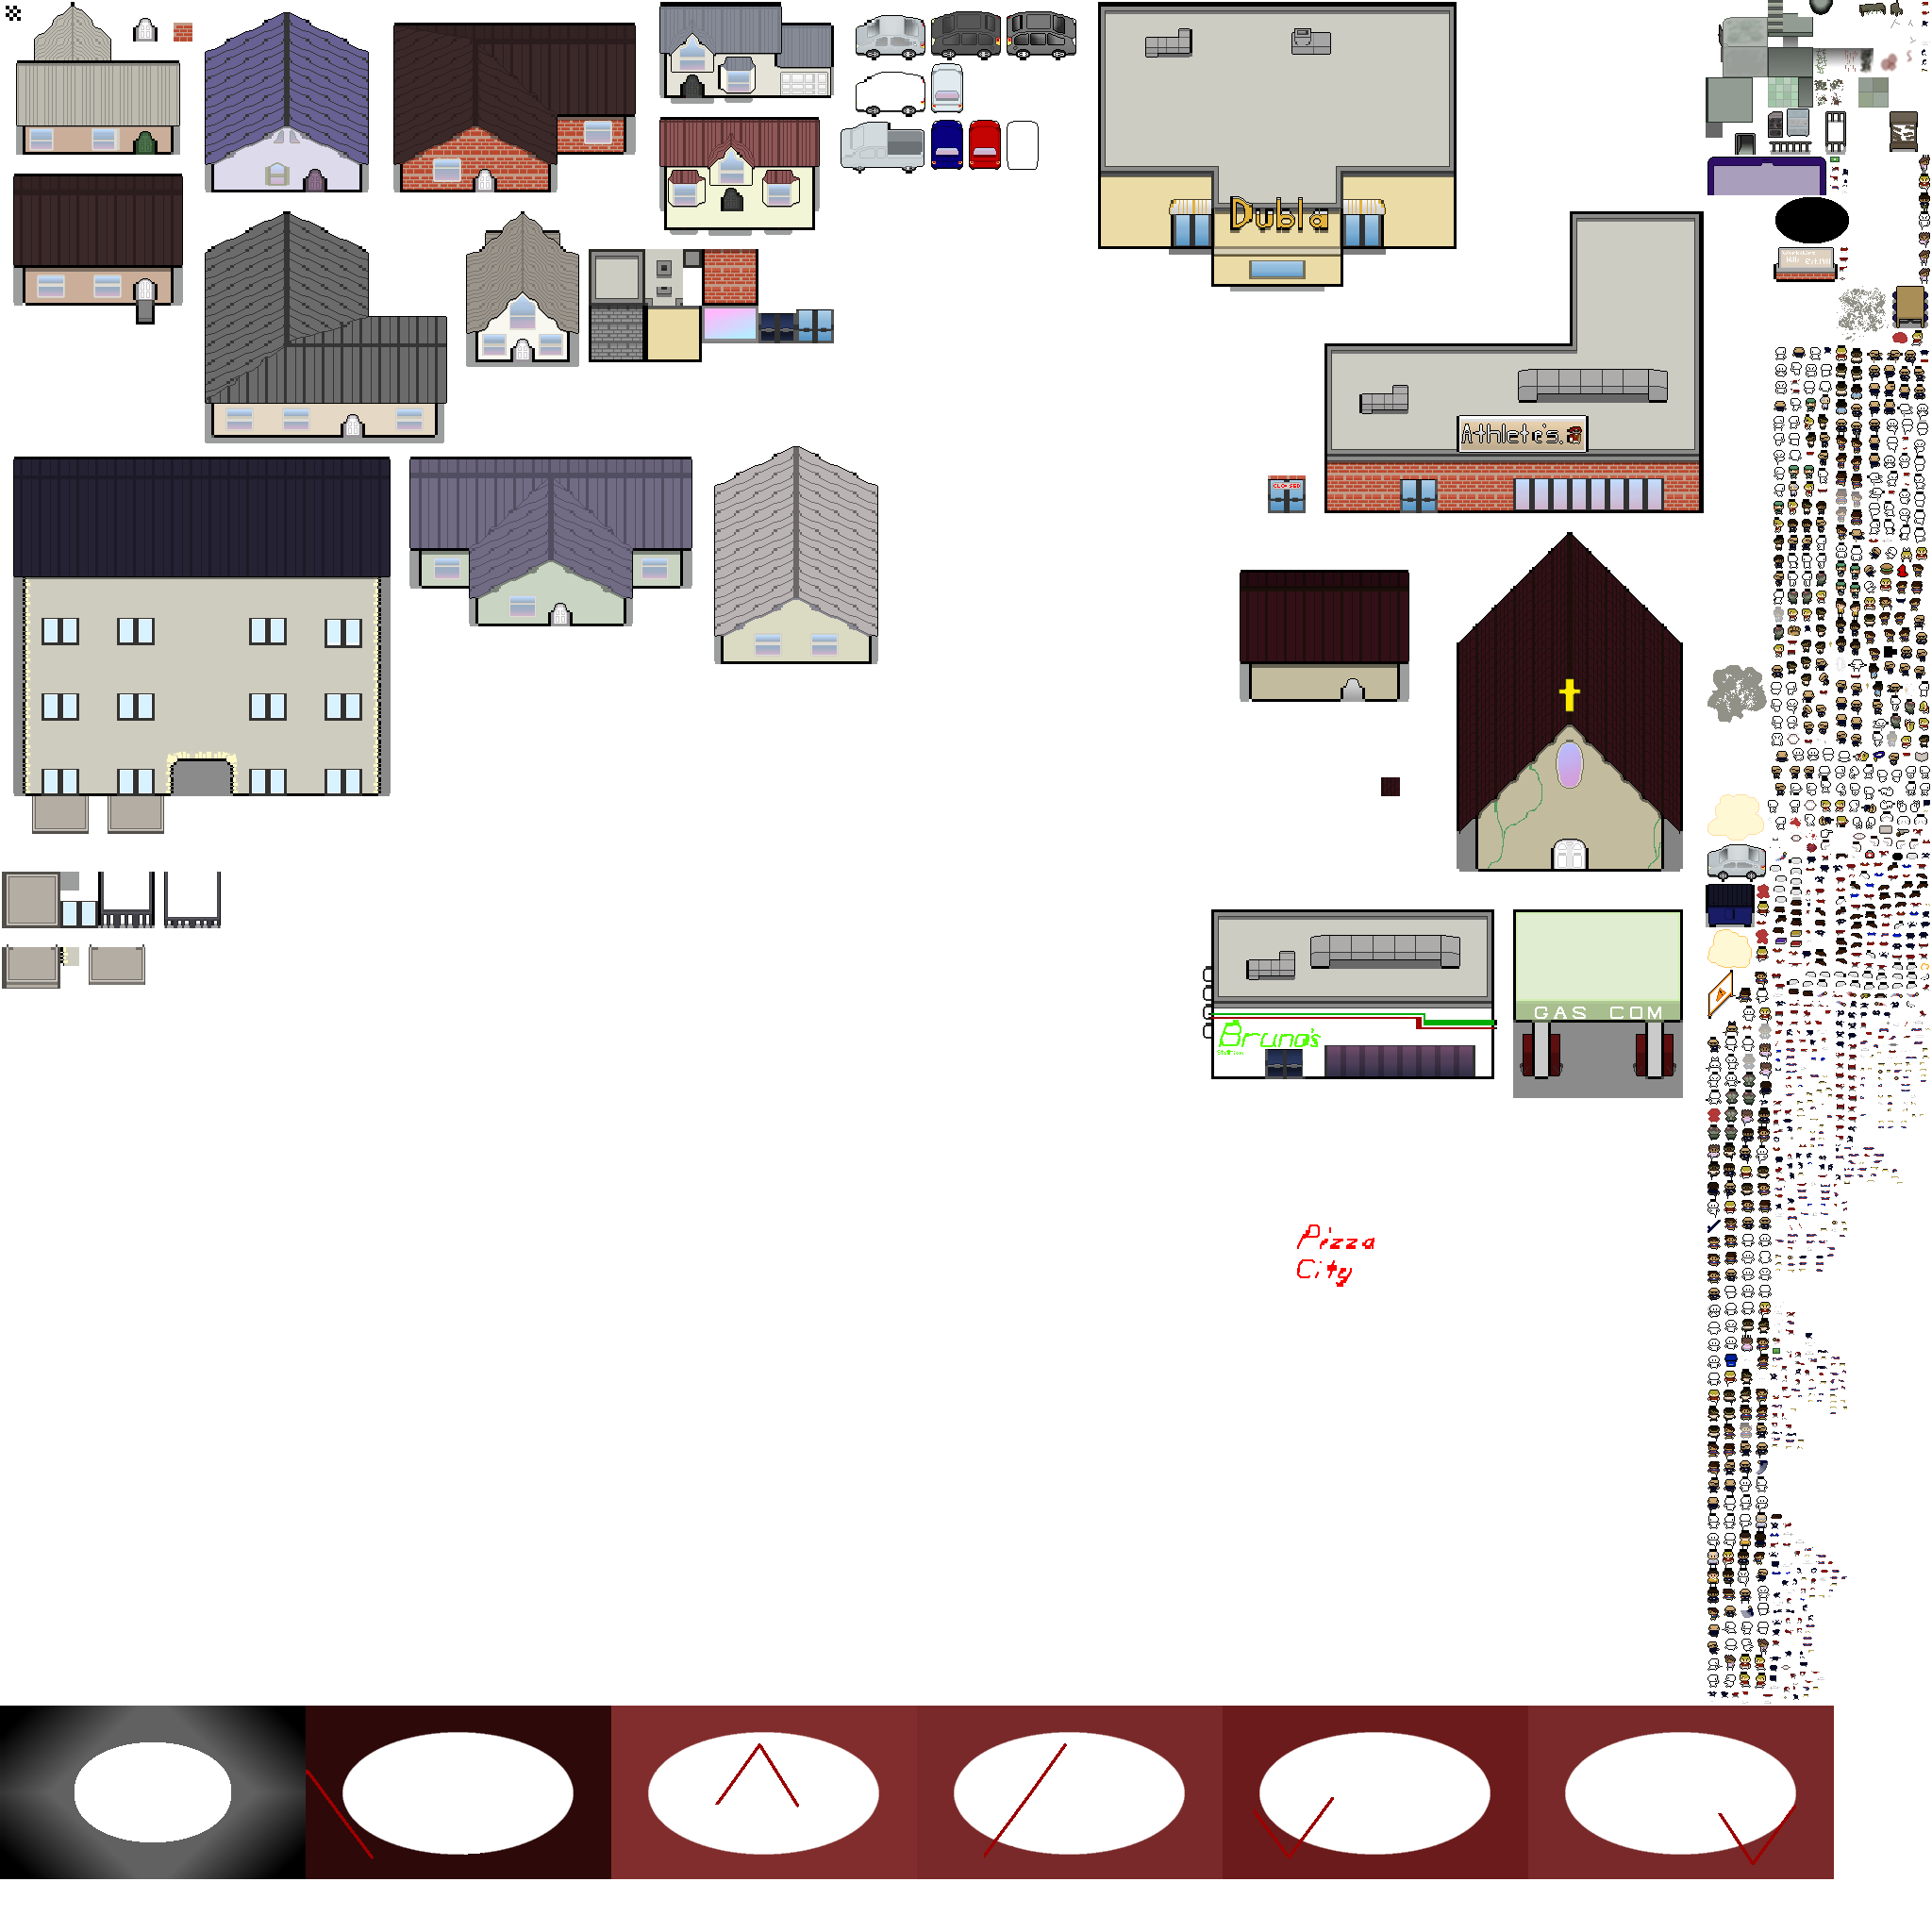 Dubla
Athlete's.
CLOSED
GAS COM
Bruno's
Pizza
City